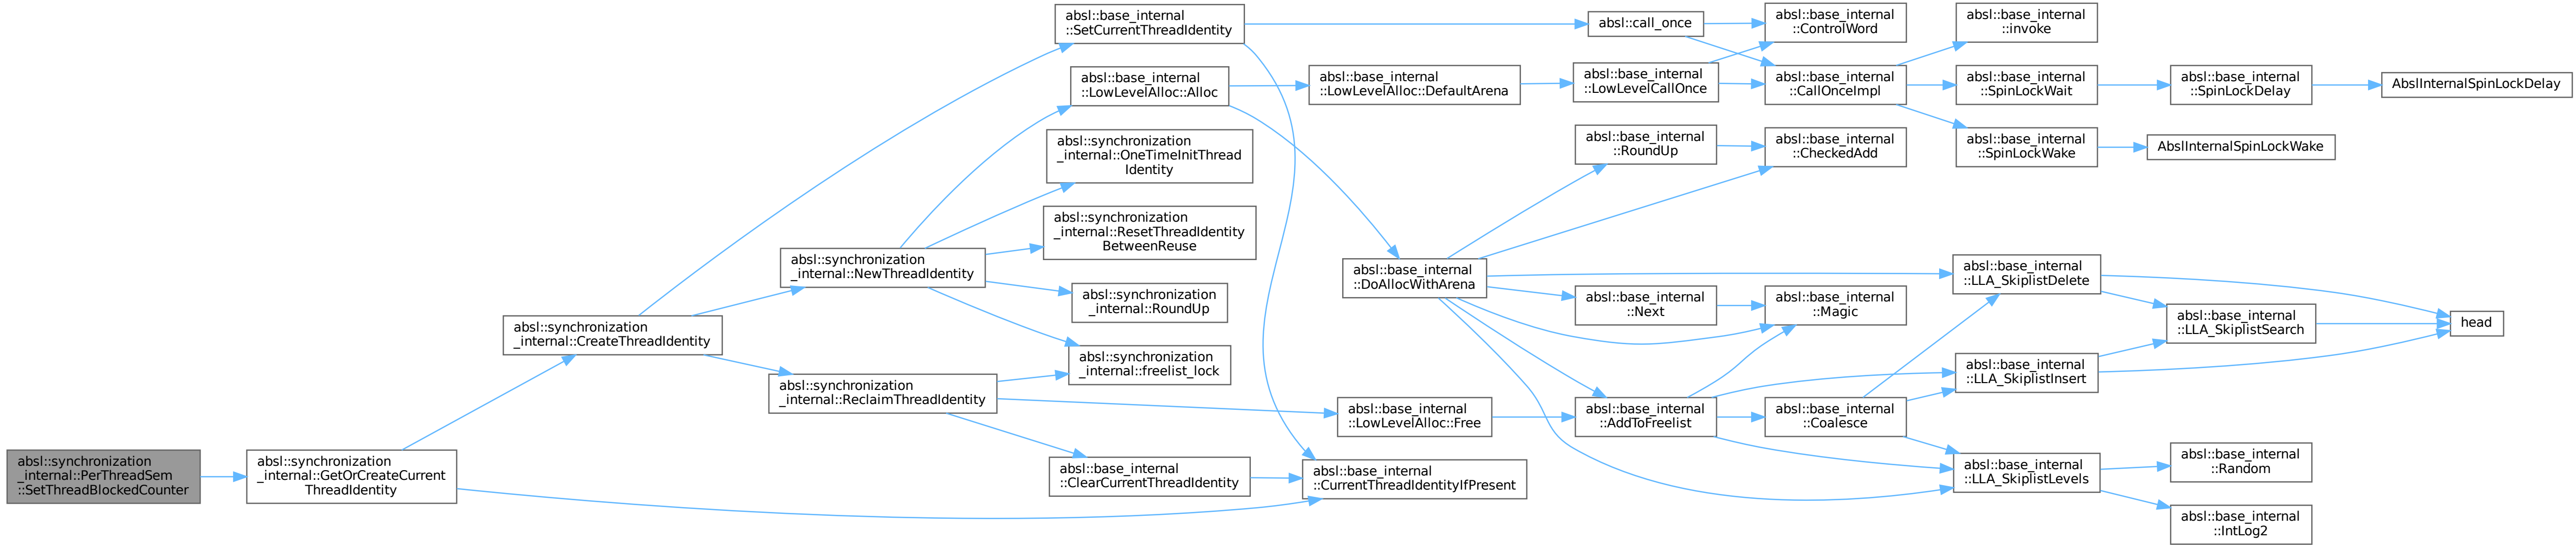 absl::synchronization
_internal::PerThreadSem
::SetThreadBlockedCounter
absl::synchronization
_internal::GetOrCreateCurrent
ThreadIdentity
absl::synchronization
_internal::CreateThreadIdentity
absl::base_internal
::SetCurrentThreadIdentity
absl::call_once
absl::base_internal
::ControlWord
absl::base_internal
::CallOnceImpl
absl::base_internal
::invoke
absl::base_internal
::SpinLockWait
absl::base_internal
::SpinLockDelay
AbslInternalSpinLockDelay
absl::base_internal
::SpinLockWake
AbslInternalSpinLockWake
absl::synchronization
_internal::NewThreadIdentity
absl::base_internal
::LowLevelAlloc::Alloc
absl::base_internal
::LowLevelAlloc::DefaultArena
absl::base_internal
::LowLevelCallOnce
absl::synchronization
_internal::OneTimeInitThread
Identity
absl::synchronization
_internal::ResetThreadIdentity
BetweenReuse
absl::synchronization
_internal::RoundUp
absl::synchronization
_internal::freelist_lock
absl::synchronization
_internal::ReclaimThreadIdentity
absl::base_internal
::LowLevelAlloc::Free
absl::base_internal
::ClearCurrentThreadIdentity
absl::base_internal
::CurrentThreadIdentityIfPresent
absl::base_internal
::DoAllocWithArena
absl::base_internal
::RoundUp
absl::base_internal
::CheckedAdd
absl::base_internal
::Next
absl::base_internal
::Magic
absl::base_internal
::AddToFreelist
absl::base_internal
::Coalesce
absl::base_internal
::LLA_SkiplistDelete
absl::base_internal
::LLA_SkiplistSearch
head
absl::base_internal
::LLA_SkiplistInsert
absl::base_internal
::LLA_SkiplistLevels
absl::base_internal
::Random
absl::base_internal
::IntLog2